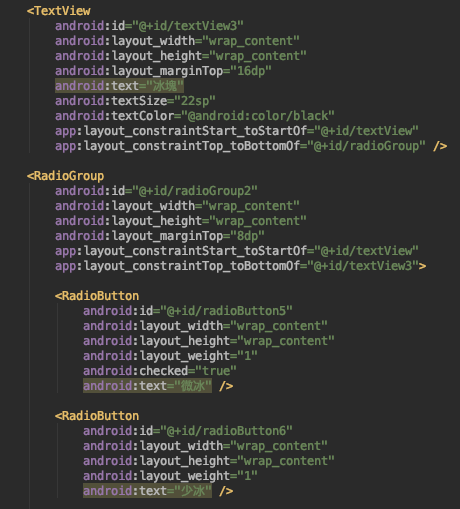 <TextView
android:id="@+id/textView3"
android:layout_width="wrap_content"
android:layout_height="wrap_content"
android:layout_marginTop="16dp"
android:text="冰塊"
android:textSize="22sp"
android:textColor="@android:color/black"
app:layout_constraintStart_toStartOf="@+id/textView"
app:layout_constraintTop_toBottomOf="@+id/radioGroup" />
<RadioGroup
android:id="@+id/radioGroup2"
android:layout_width="wrap_content"
android:layout_height="wrap_content"
android:layout_marginTop="8dp"
app:layout_constraintStart_toStartOf="@+id/textView"
app:layout_constraintTop_toBottomOf="@+id/textView3">
<RadioButton
android:id="@+id/radioButton5"
android:layout_width="wrap_content"
android:layout_height="wrap_content"
android:layout_weight="1"
android:checked="true"
android:text="微冰" />
<RadioButton
android:id="@+id/radioButton6"
android:layout_width="wrap_content"
android:layout_height="wrap_content"
android:layout_weight="1"
android:text="少冰" />